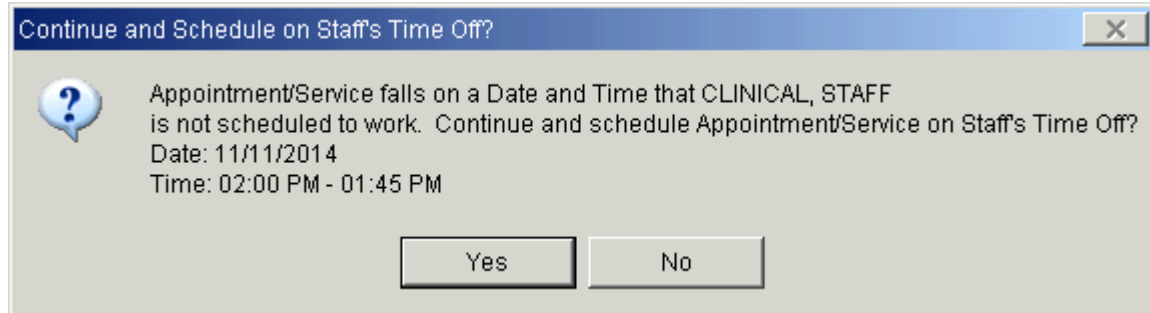 Continue and Schedule on Staff's Time Off?
Appointment/Service falls on a Date and Time that CLINICAL, STAFF
is not scheduled to work.  Continue and schedule Appointment/Service on Staff's Time Off?
Date: 11/11/2014
Time: 02:00 PM - 01:45 PM
Yes
No